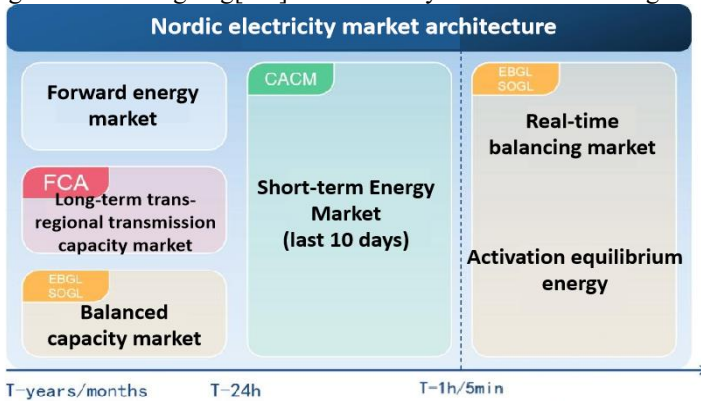 Nordic electricity market architecture
Forward energy
market
FCA
Long-term trans-
regional transmission
capacity market
EBGL
SOGL
Balanced
capacity market
CACM
Short-term Energy
Market
(last 10 days)
EBGL
SOGL
Real-time
balancing market
Activation equilibrium
energy
T-years/months
T-24h
T-1h/5min